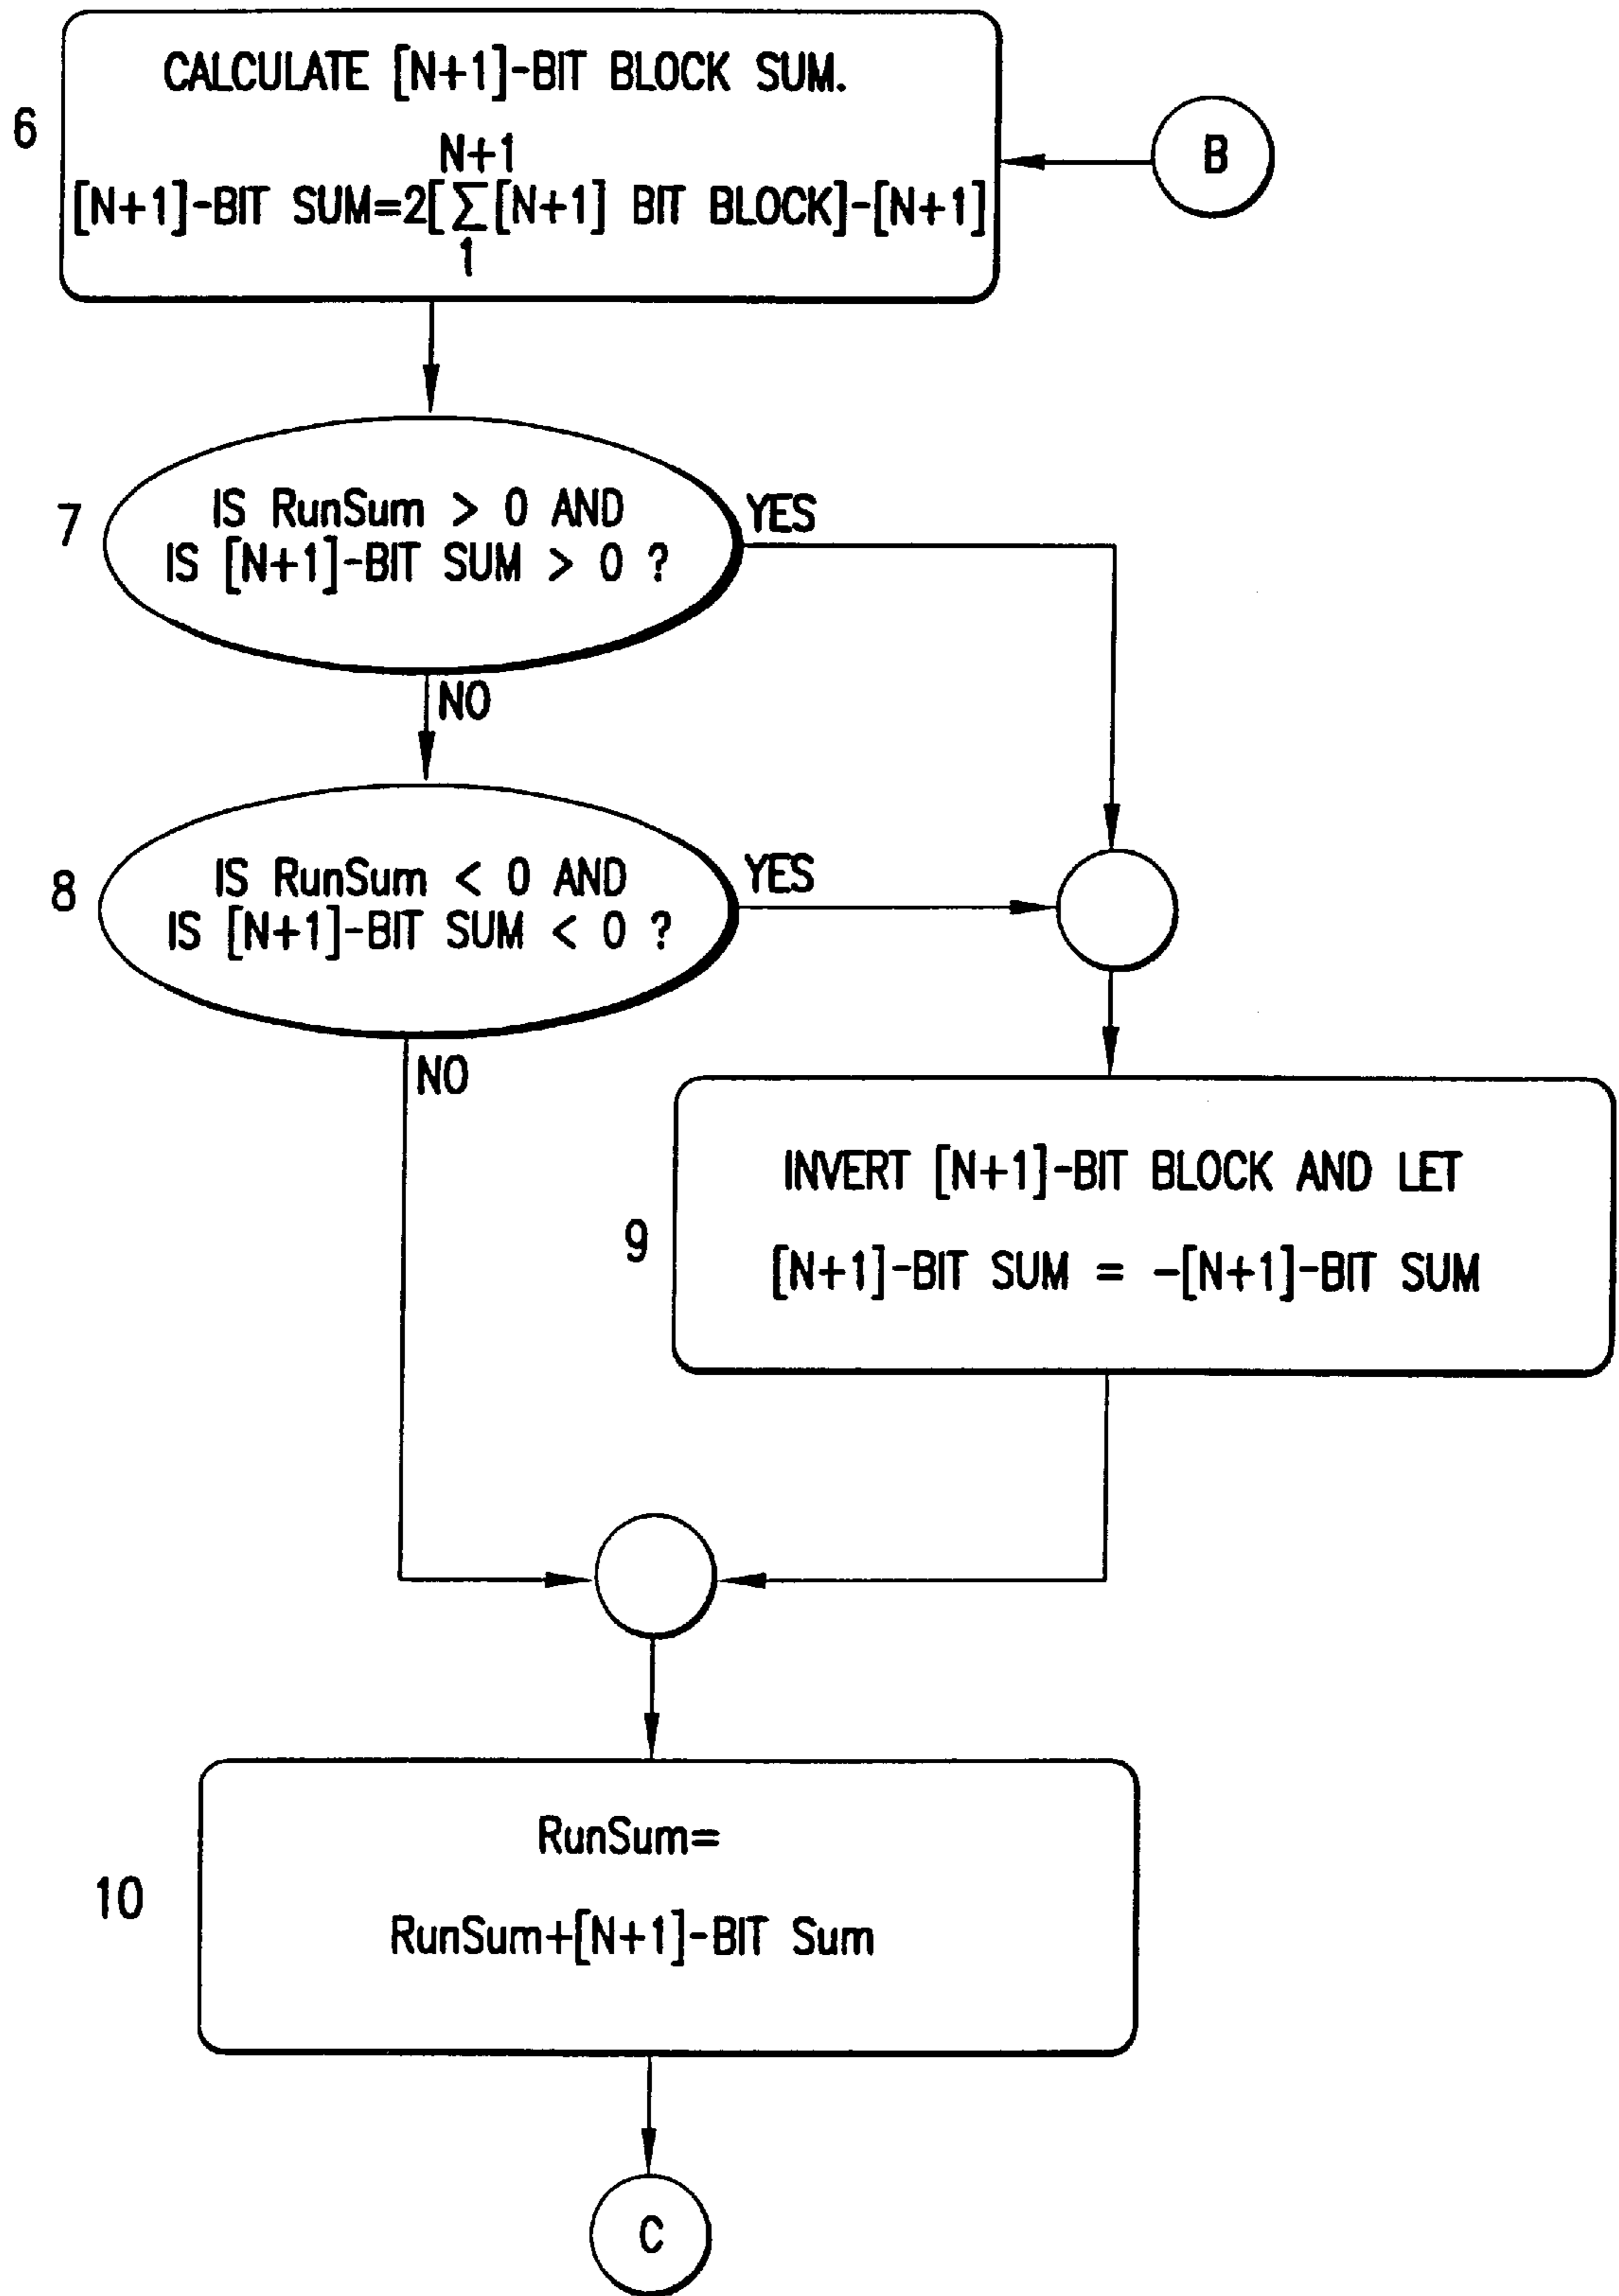 CALCULATE [N+1]-BIT BLOCK SUM.
6
N+1
[N+1]-BIT SUM=2[∑[N+1] BIT BLOCK]-[N+1]
1
B
7
IS RunSum > 0 AND
IS [N+1]-BIT SUM > 0 ?
YES
NO
8
IS RunSum < 0 AND
IS [N+1]-BIT SUM < 0 ?
YES
NO
9
INVERT [N+1]-BIT BLOCK AND LET
[N+1]-BIT SUM = -[N+1]-BIT SUM
10
RunSum=
RunSum+[N+1]-BIT Sum
C